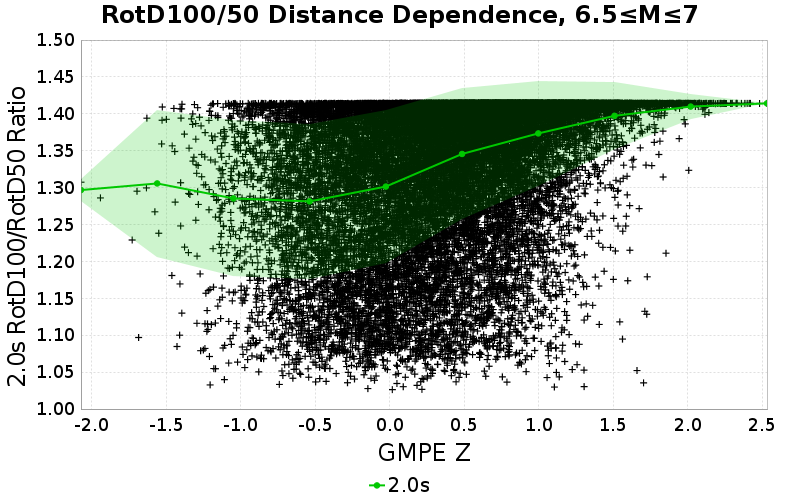 RotD100/50 Distance Dependence, 6.5≤M≤7
1.50
1.45
1.40
1.35
1.30
1.25
1.20
1.15
1.10
1.05
1.00
2.0s RotD100/RotD50 Ratio
-2.0 -1.5 -1.0 -0.5 0.0 0.5 1.0 1.5 2.0 2.5
GMPE Z
2.0s